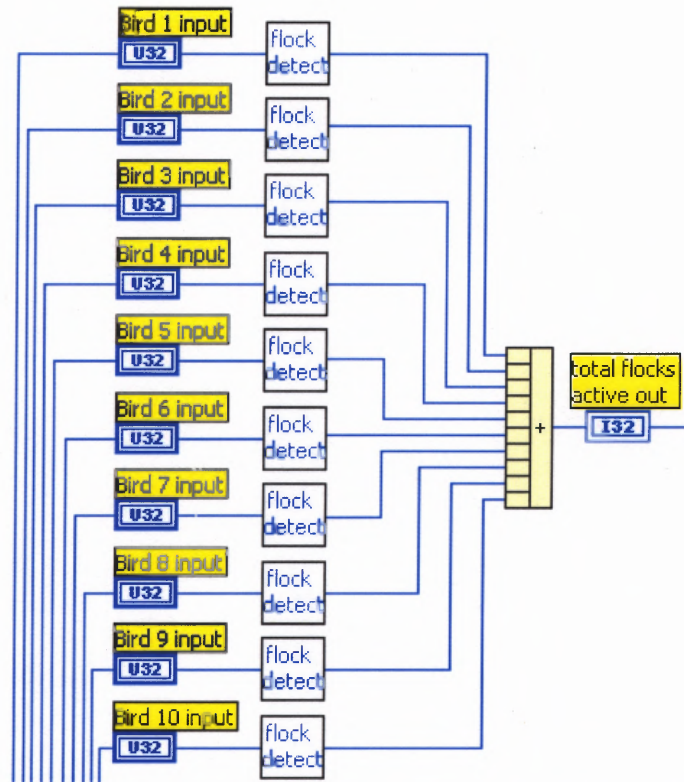 Bird 1 input
U32
flock
detect
Bird 2 input
U32
flock
detect
Bird 3 input
U32
flock
detect
Bird 4 input
U32
flock
detect
Bird 5 input
U32
flock
detect
Bird 6 input
U32
flock
detect
Bird 7 input
U32
flock
detect
Bird 8 input
U32
flock
detect
Bird 9 input
U32
flock
detect
Bird 10 input
U32
flock
detect
+
total flocks
active out
I32